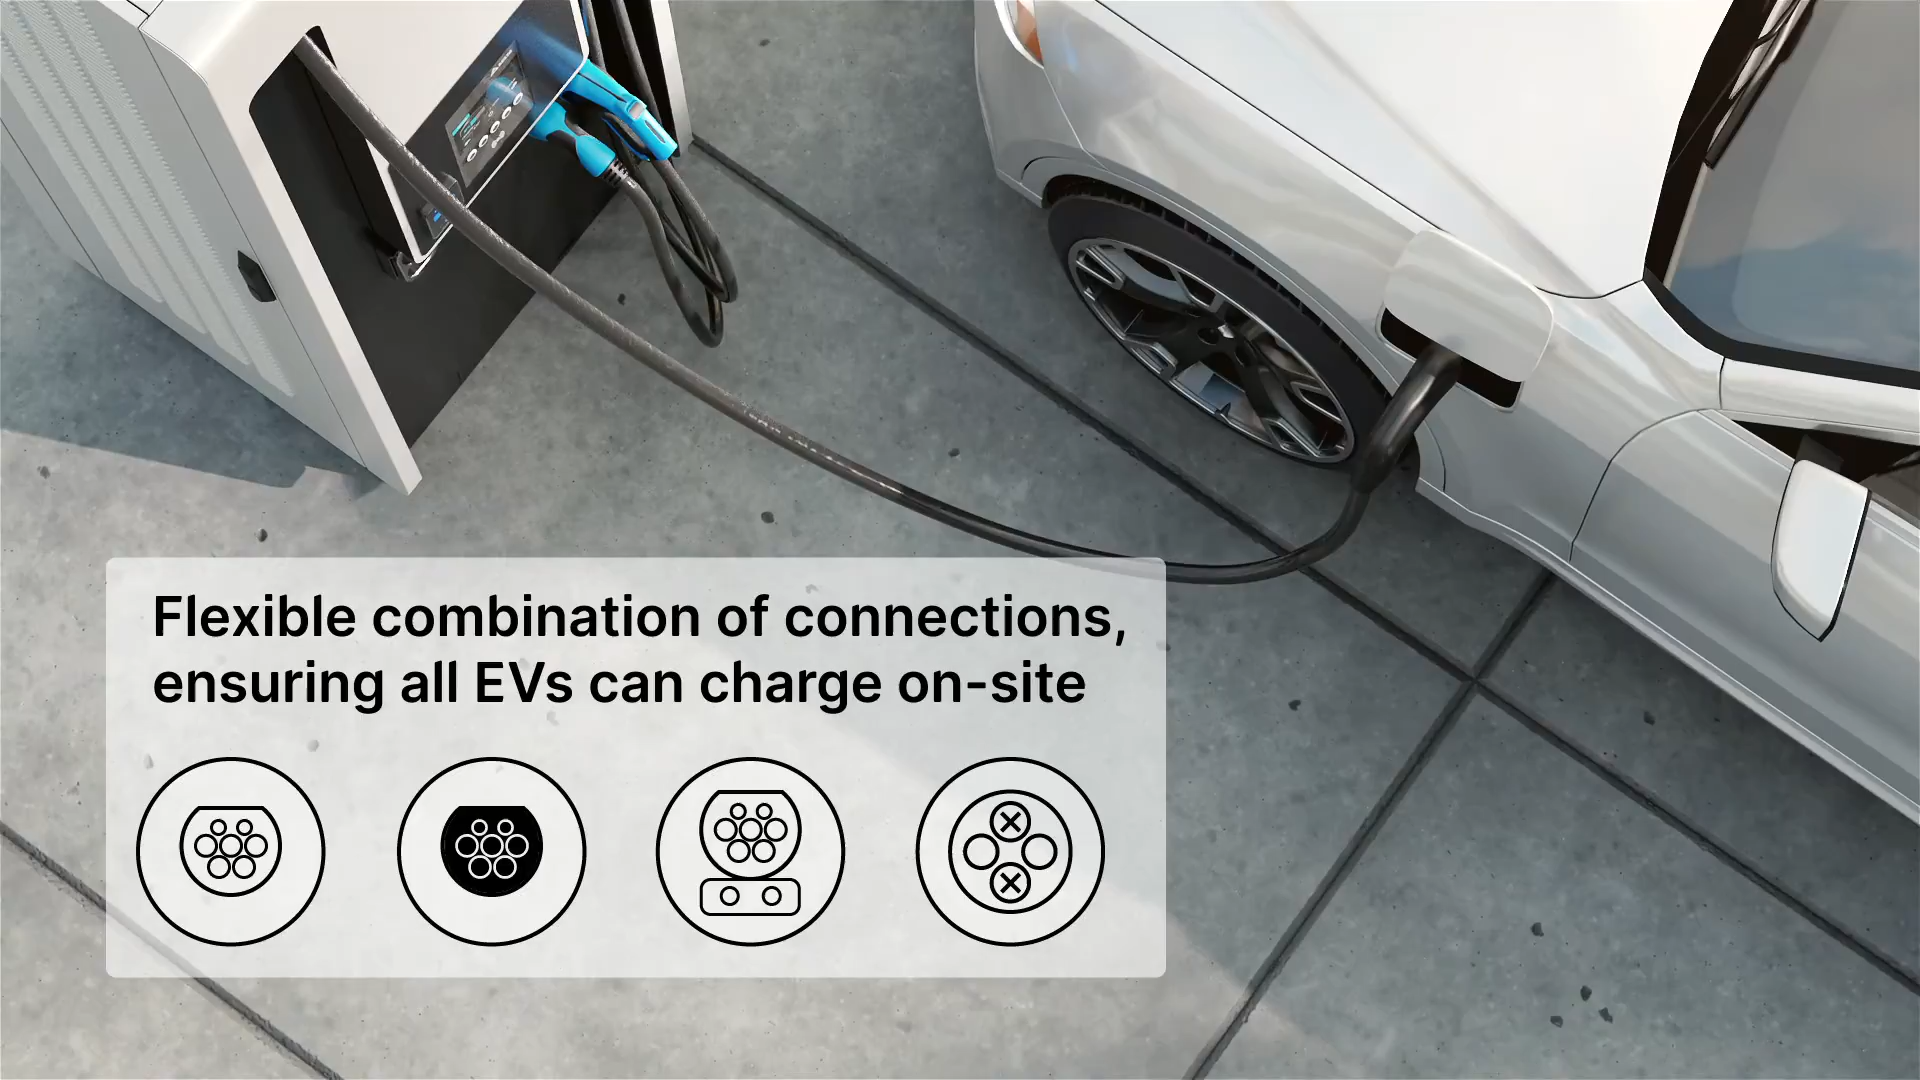 Flexible combination of connections,
ensuring all EVs can charge on-site